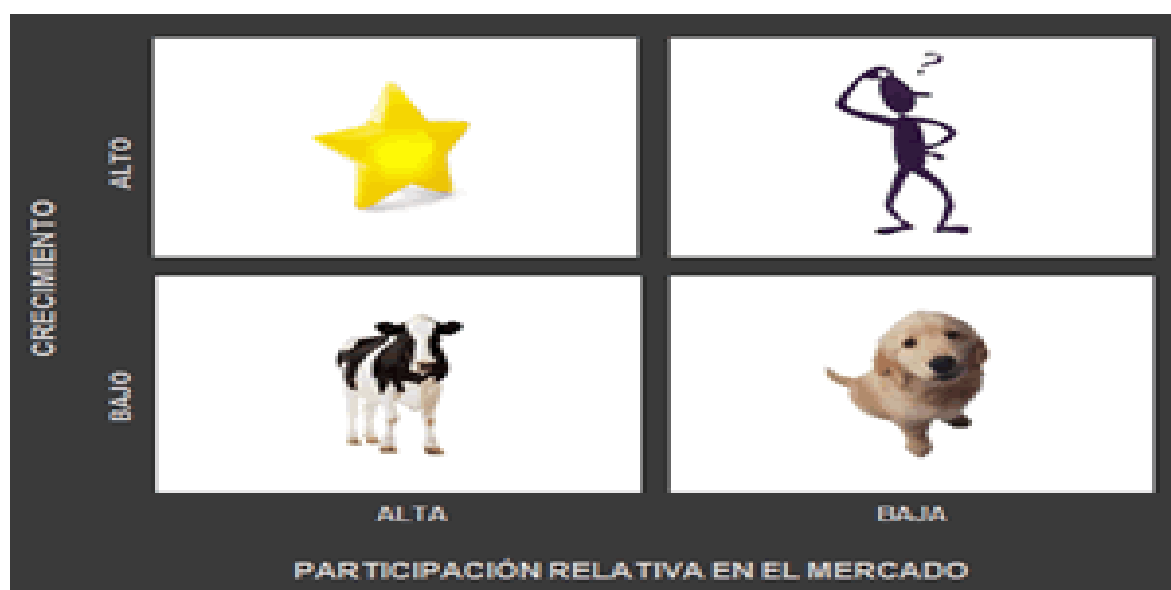 CRECIMIENTO
ALTO
?
BAJO
ALTA
BAJA
PARTICIPACIÓN RELATIVA EN EL MERCADO